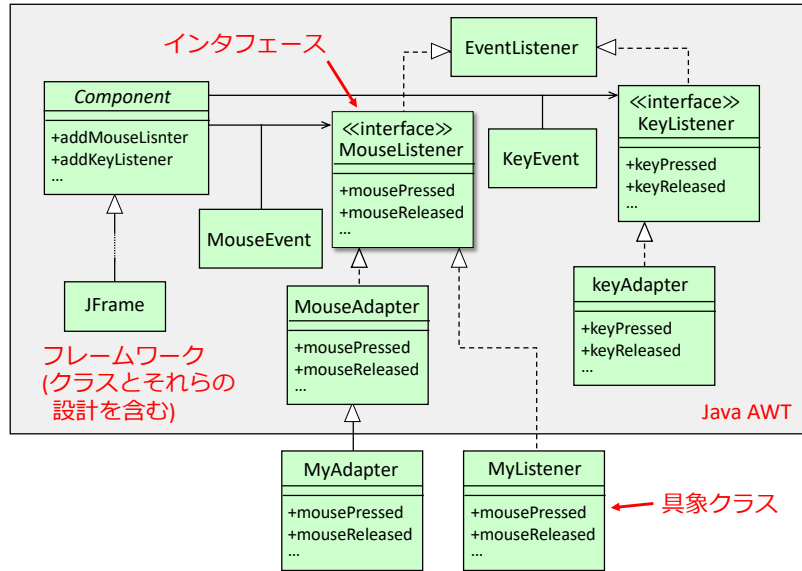 インタフェース
EventListener
Component
+addMouseLisnter
+addKeyListener
...
≪interface≫
MouseListener
+mousePressed
+mouseReleased
...
KeyEvent
≪interface≫
KeyListener
+keyPressed
+keyReleased
...
MouseEvent
JFrame
MouseAdapter
+mousePressed
+mouseReleased
...
keyAdapter
+keyPressed
+keyReleased
...
フレームワーク
(クラスとそれらの
設計を含む)
Java AWT
MyAdapter
+mousePressed
+mouseReleased
...
MyListener
+mousePressed
+mouseReleased
...
具象クラス